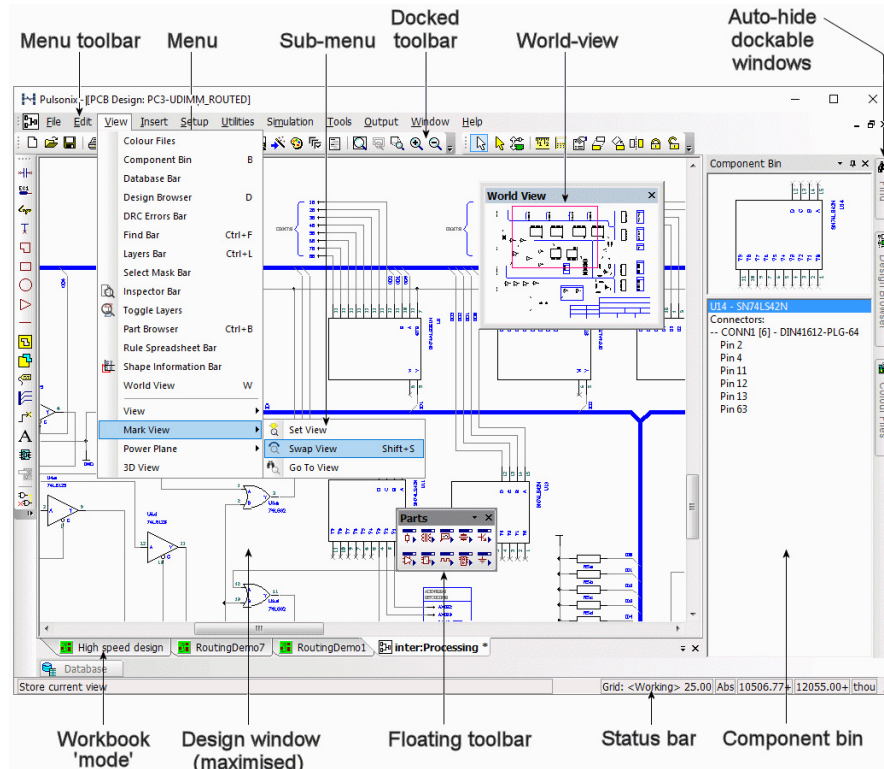 Menu toolbar
Menu
Sub-menu
Docked
toolbar
World-view
Auto-hide
dockable
windows
Pulsonix - [PCB Design: PC3-UDIMM_ROUTED]
File Edit View Insert Setup Utilities Simulation Tools Output Window Help
Colour Files
Component Bin B
Database Bar
Design Browser D
DRC Errors Bar
Find Bar Ctrl+F
Layers Bar Ctrl+L
Select Mask Bar
Inspector Bar
Toggle Layers
Part Browser Ctrl+B
Rule Spreadsheet Bar
Shape Information Bar
World View W
View
Mark View
Power Plane
3D View
Set View
Swap View Shift+S
Go To View
World View
Parts
Component Bin
SN74LS42N
U14
U14 - SN74LS42N
Connectors:
-- CONN1 [6] - DIN41612-PLG-64
Pin 2
Pin 4
Pin 11
Pin 12
Pin 13
Pin 63
Find
Design Browser
Colour Files
High speed design
RoutingDemo7
RoutingDemo1
inter:Processing *
Database
Store current view
Grid: <Working> 25.00 Abs 10506.77+ 12055.00+ thou
Workbook
'mode'
Design window
(maximised)
Floating toolbar
Status bar
Component bin